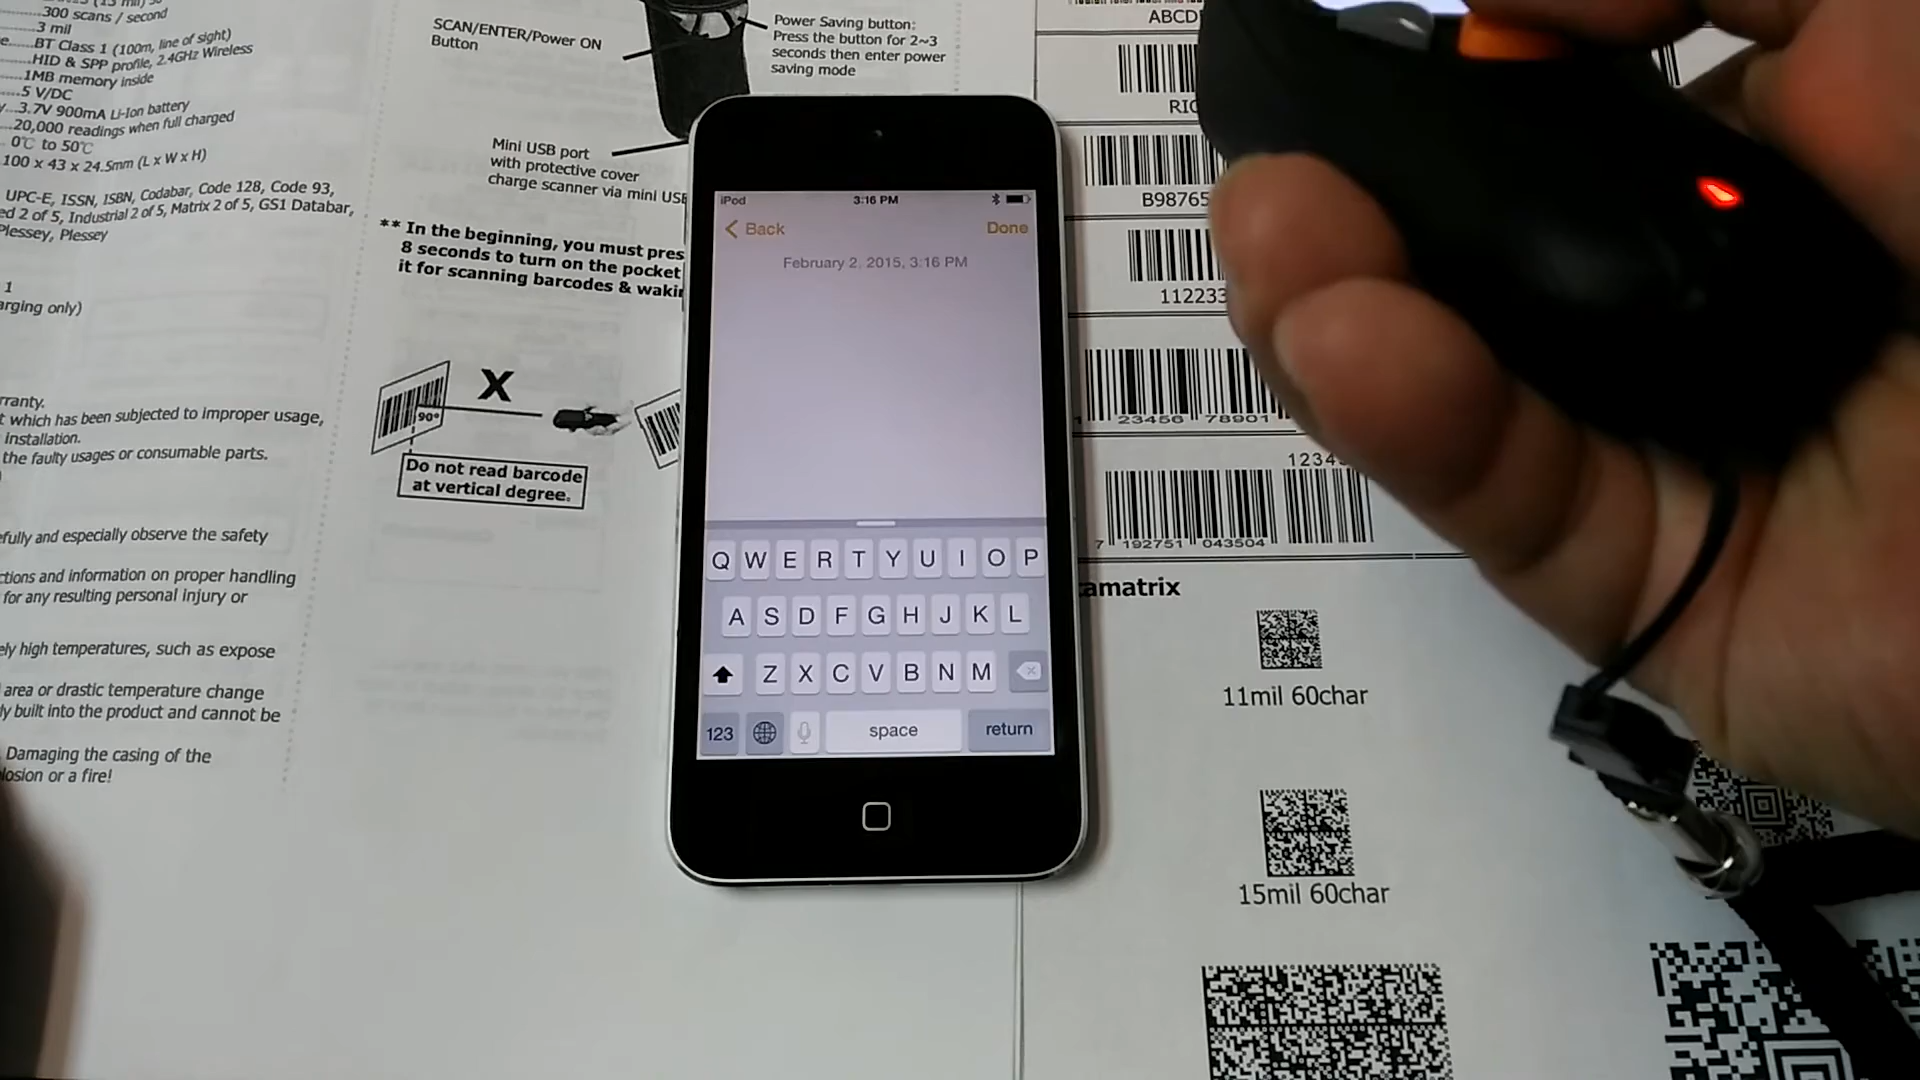 300 scans / second
3 mil
BT Class 1 (100m, line of sight)
HID & SPP profile, 2.4GHz Wireless
1MB memory inside
5 V/DC
3.7V 900mA Li-Ion battery
20,000 readings when full charged
0℃ to 50℃
100 x 43 x 24.5mm (L x W x H)
UPC-E, ISSN, ISBN, Codabar, Code 128, Code 93,
ed 2 of 5, Industrial 2 of 5, Matrix 2 of 5, GS1 Databar,
Plessey, Plessey
1
arging only)
rranty.
t which has been subjected to improper usage,
installation.
the faulty usages or consumable parts.
efully and especially observe the safety
ctions and information on proper handling
for any resulting personal injury or
ely high temperatures, such as expose
area or drastic temperature change
ly built into the product and cannot be
Damaging the casing of the
losion or a fire!
SCAN/ENTER/Power ON
Button
Power Saving button:
Press the button for 2~3
seconds then enter power
saving mode
Mini USB port
with protective cover
charge scanner via mini USB
** In the beginning, you must pres
8 seconds to turn on the pocket
it for scanning barcodes & wakin
X
90°
Do not read barcode
at vertical degree.
iPod
3:16 PM
Back
Done
February 2, 2015, 3:16 PM
Q W E R T Y U I O P
A S D F G H J K L
Z X C V B N M
123
space
return
ABCD
RIC
B98765
112233
1 23456 78901
12345
7 192751 043504
amatrix
11mil 60char
15mil 60char